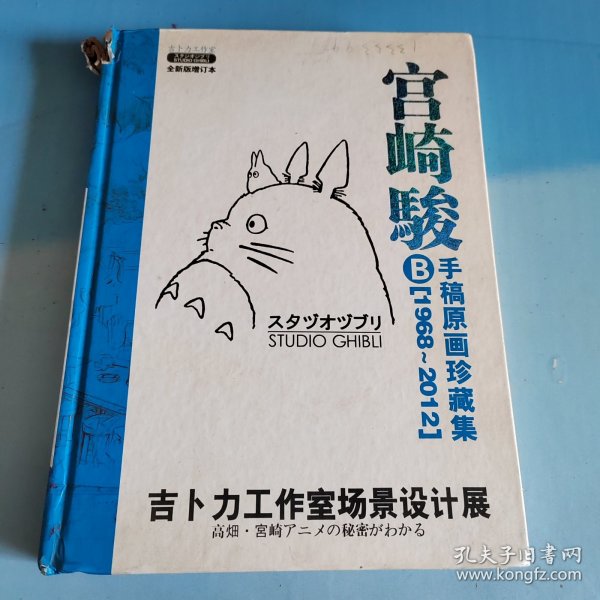 吉卜力工作室
STUDIO GHIBLI
全新版增订本
宫崎駿
手稿原画珍藏集
B[1968~2012]
スタヅオヅブリ
STUDIO GHIBLI
吉卜力工作室场景设计展
高畑・宮崎アニメの秘密がわかる
孔夫子旧书网
www.kongfz.com